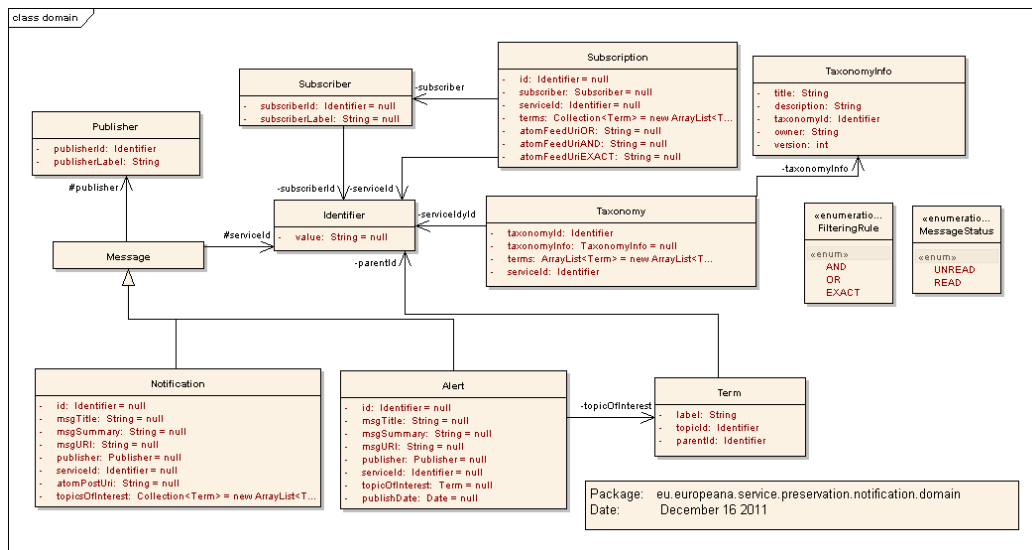 class domain
Subscription
- id: Identifier = null
- subscriber: Subscriber = null
- serviceId: Identifier = null
- terms: Collection<Term> = new ArrayList<T...
- atomFeedUriOR: String = null
- atomFeedUriAND: String = null
- atomFeedUriEXACT: String = null
TaxonomyInfo
- title: String
- description: String
- taxonomyId: Identifier
- owner: String
- version: int
Subscriber
- subscriberId: Identifier = null
- subscriberLabel: String = null
-subscriber
Publisher
- publisherId: Identifier
- publisherLabel: String
#publisher
-subscriberId
-serviceId
-taxonomyInfo
Identifier
- value: String = null
-serviceIdyId
Taxonomy
- taxonomyId: Identifier
- taxonomyInfo: TaxonomyInfo = null
- terms: ArrayList<Term> = new ArrayList<T...
- serviceId: Identifier
«enumeratio...
FilteringRule
«enum»
AND
OR
EXACT
«enumeratio...
MessageStatus
«enum»
UNREAD
READ
Message
#serviceId
-parentId
Notification
- id: Identifier = null
- msgTitle: String = null
- msgSummary: String = null
- msgURI: String = null
- publisher: Publisher = null
- serviceId: Identifier = null
- atomPostUri: String = null
- topicsOfInterest: Collection<Term> = new ArrayList<T...
Alert
- id: Identifier = null
- msgTitle: String = null
- msgSummary: String = null
- msgURI: String = null
- publisher: Publisher = null
- serviceId: Identifier = null
- topicOfInterest: Term = null
- publishDate: Date = null
-topicOfInterest
Term
- label: String
- topicId: Identifier
- parentId: Identifier
Package: eu.europeana.service.preservation.notification.domain
Date: December 16 2011